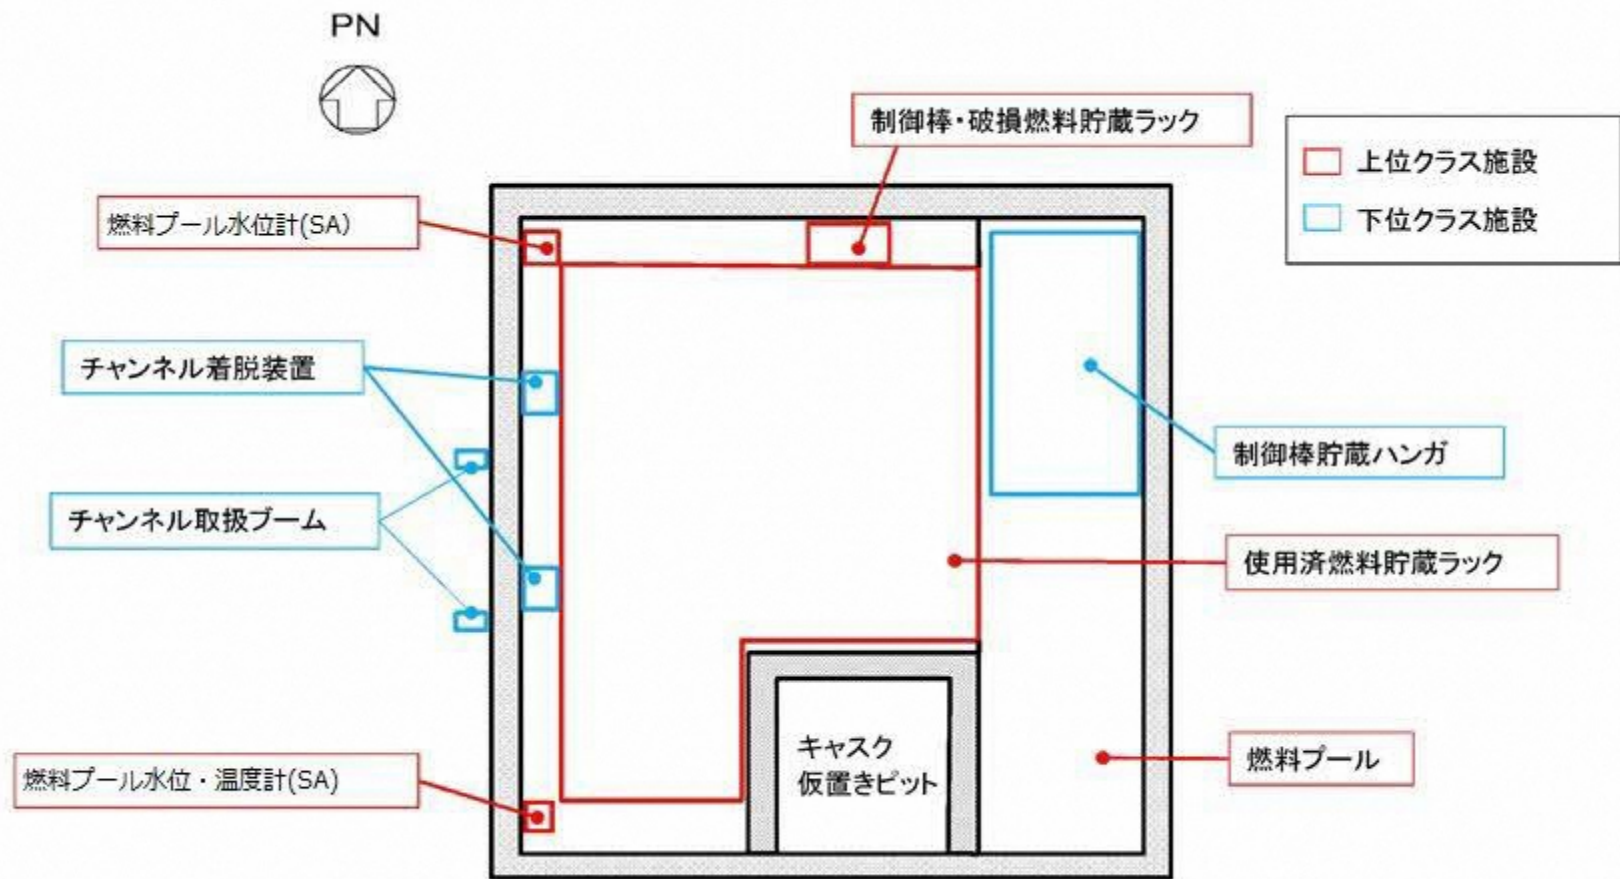 PN
制御棒・破損燃料貯蔵ラック
上位クラス施設
下位クラス施設
燃料プール水位計(SA)
チャンネル着脱装置
チャンネル取扱ブーム
制御棒貯蔵ハンガ
使用済燃料貯蔵ラック
キャスク
仮置きピット
燃料プール
燃料プール水位・温度計(SA)